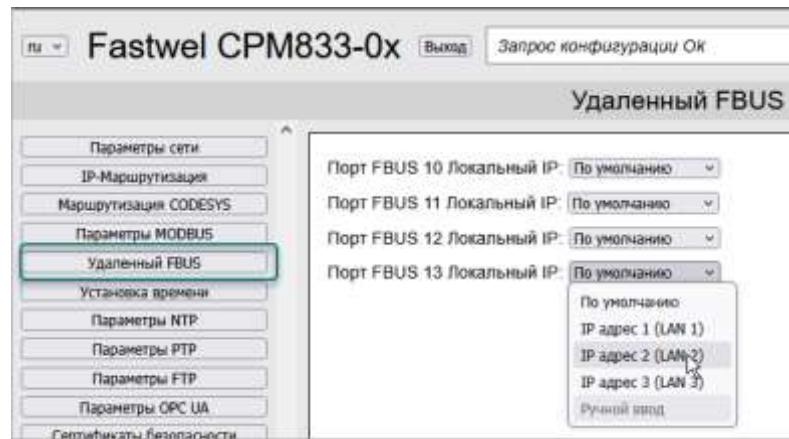 ru Fastwel CPM833-0x Выход Запрос конфигурации Ok
Удаленный FBUS
Параметры сети
IP-Маршрутизация
Маршрутизация CODESYS
Параметры MODBUS
Удаленный FBUS
Установка времени
Параметры NTP
Параметры PTP
Параметры FTP
Параметры OPC UA
Сертификаты безопасности
Порт FBUS 10 Локальный IP: По умолчанию
Порт FBUS 11 Локальный IP: По умолчанию
Порт FBUS 12 Локальный IP: По умолчанию
Порт FBUS 13 Локальный IP: По умолчанию
По умолчанию
IP адрес 1 (LAN 1)
IP адрес 2 (LAN 2)
IP адрес 3 (LAN 3)
Ручной ввод